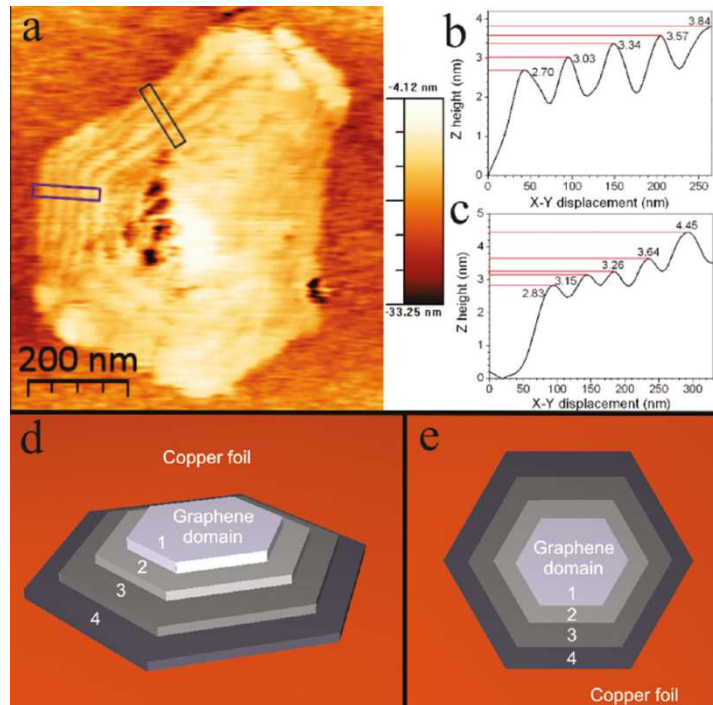 a
-4.12 nm
-33.25 nm
200 nm
b
Z height (nm)
4
3
2
1
0
2.70
3.03
3.34
3.57
3.84
0
50
100
150
200
250
X-Y displacement (nm)
c
Z height (nm)
5
4
3
2
1
0
2.83
3.15
3.26
3.64
4.45
0
100
200
300
X-Y displacement (nm)
d
Copper foil
Graphene
domain
1
2
3
4
e
Graphene
domain
1
2
3
4
Copper foil